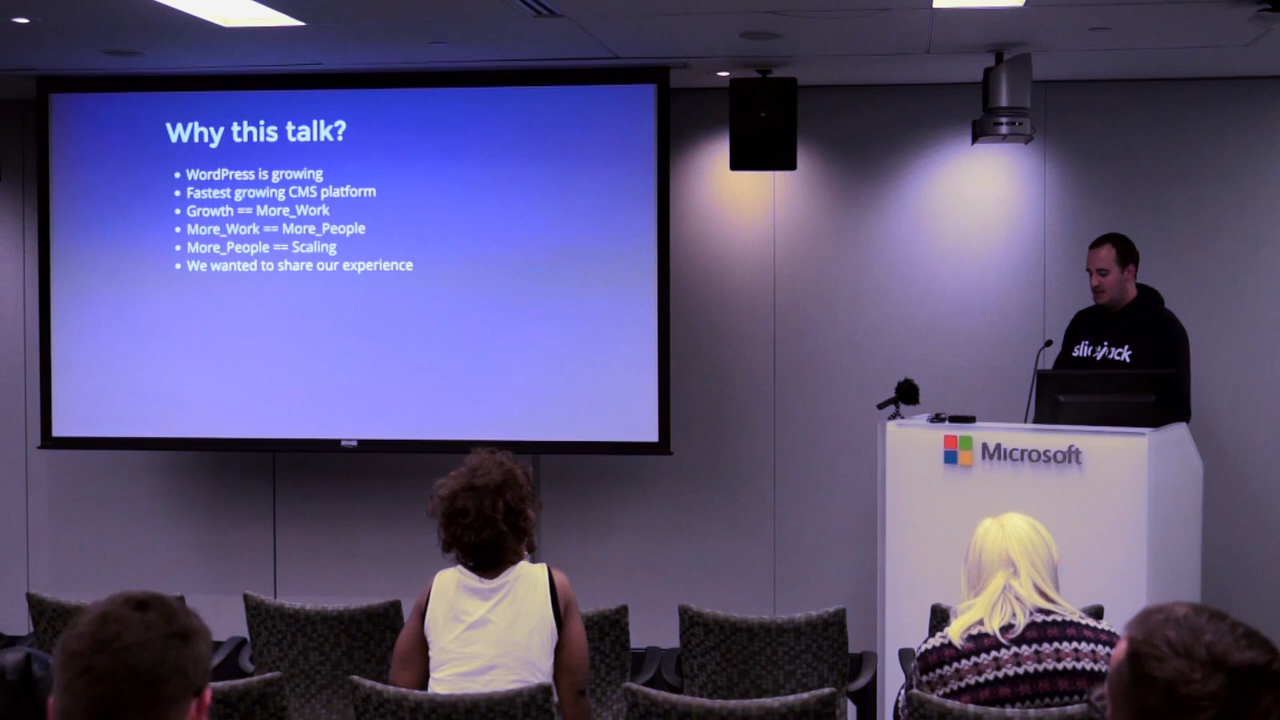 Why this talk?
WordPress is growing
Fastest growing CMS platform
Growth == More_Work
More_Work == More_People
More_People == Scaling
We wanted to share our experience
slicejack
Microsoft